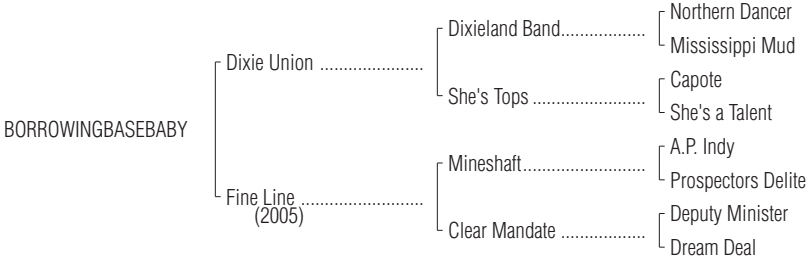 Northern Dancer
Dixieland Band....................
Mississippi Mud
Dixie Union ......................
Capote
She's Tops ........................
She's a Talent
BORROWINGBASEBABY
A.P. Indy
Mineshaft..........................
Prospectors Delite
Fine Line ..........................
(2005)
Deputy Minister
Clear Mandate ..................
Dream Deal